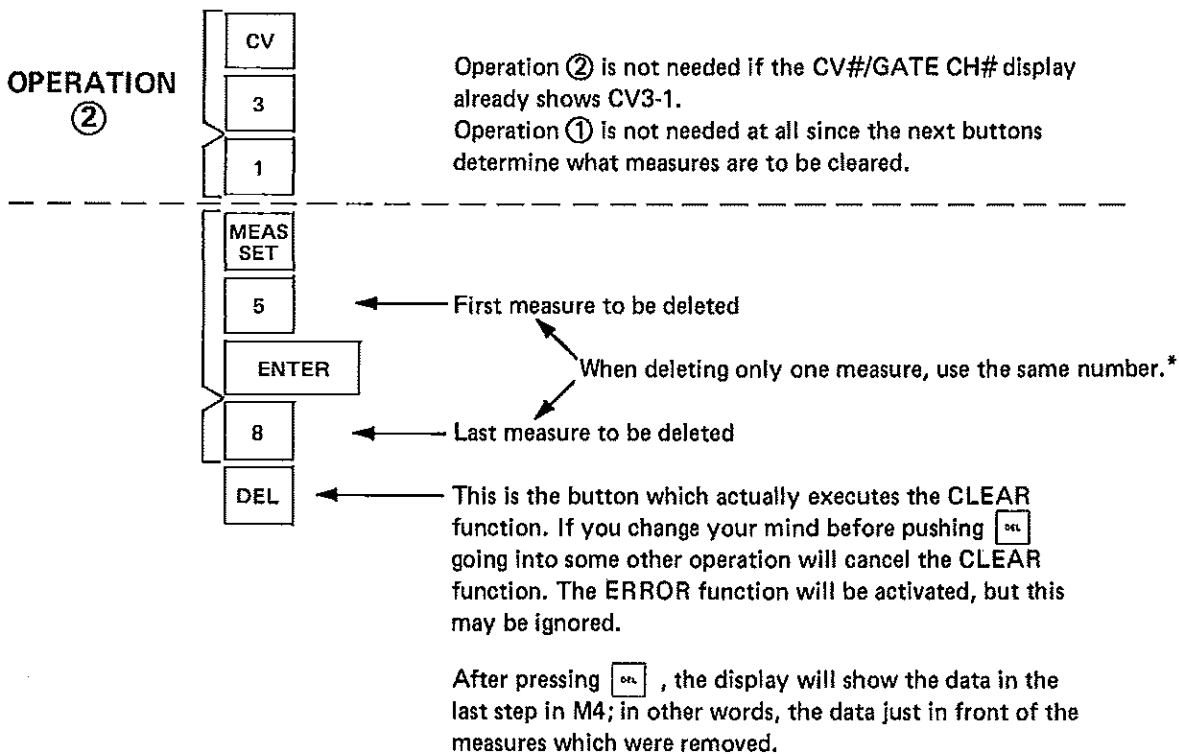 OPERATION
②
CV
3
1
Operation ② is not needed if the CV#/GATE CH# display
already shows CV3-1.
Operation ① is not needed at all since the next buttons
determine what measures are to be cleared.
MEAS
SET
5
First measure to be deleted
ENTER
When deleting only one measure, use the same number.*
8
Last measure to be deleted
DEL
This is the button which actually executes the CLEAR
function. If you change your mind before pushing DEL
going into some other operation will cancel the CLEAR
function. The ERROR function will be activated, but this
may be ignored.
After pressing DEL , the display will show the data in the
last step in M4; in other words, the data just in front of the
measures which were removed.